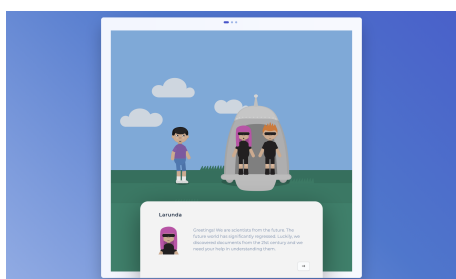 Larunda
Greetings! We are scientists from the future. The
future world has significantly regressed. Luckily, we
discovered documents from the 21st century and we
need your help in understanding them.